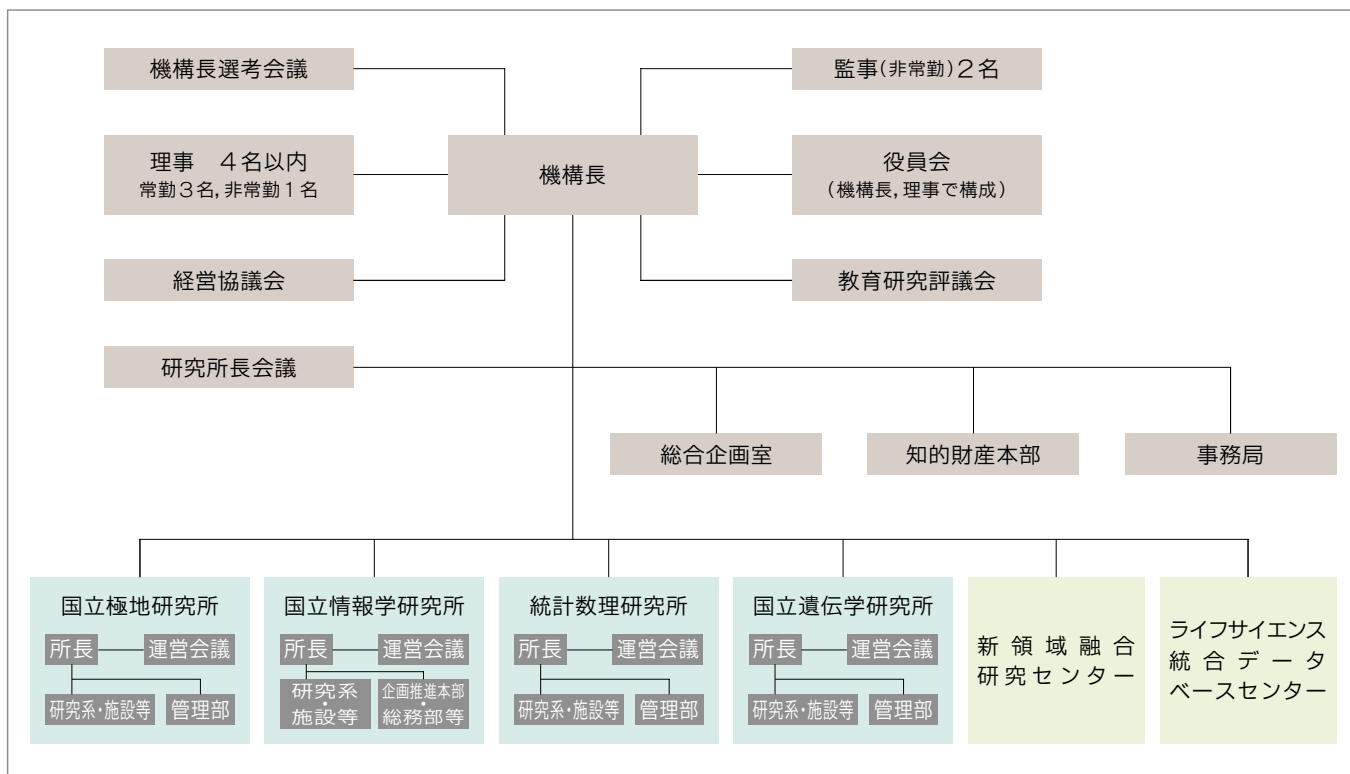 機構長選考会議
監事(非常勤)2名
理事 4名以内
常勤3名,非常勤1名
機構長
役員会
(機構長,理事で構成)
経営協議会
教育研究評議会
研究所長会議
総合企画室
知的財産本部
事務局
国立極地研究所
所長
運営会議
研究系・施設等
管理部
国立情報学研究所
所長
運営会議
研究系
・
施設等
企画推進本部
・
総務部等
統計数理研究所
所長
運営会議
研究系・施設等
管理部
国立遺伝学研究所
所長
運営会議
研究系・施設等
管理部
新領域融合
研究センター
ライフサイエンス
統合データ
ベースセンター